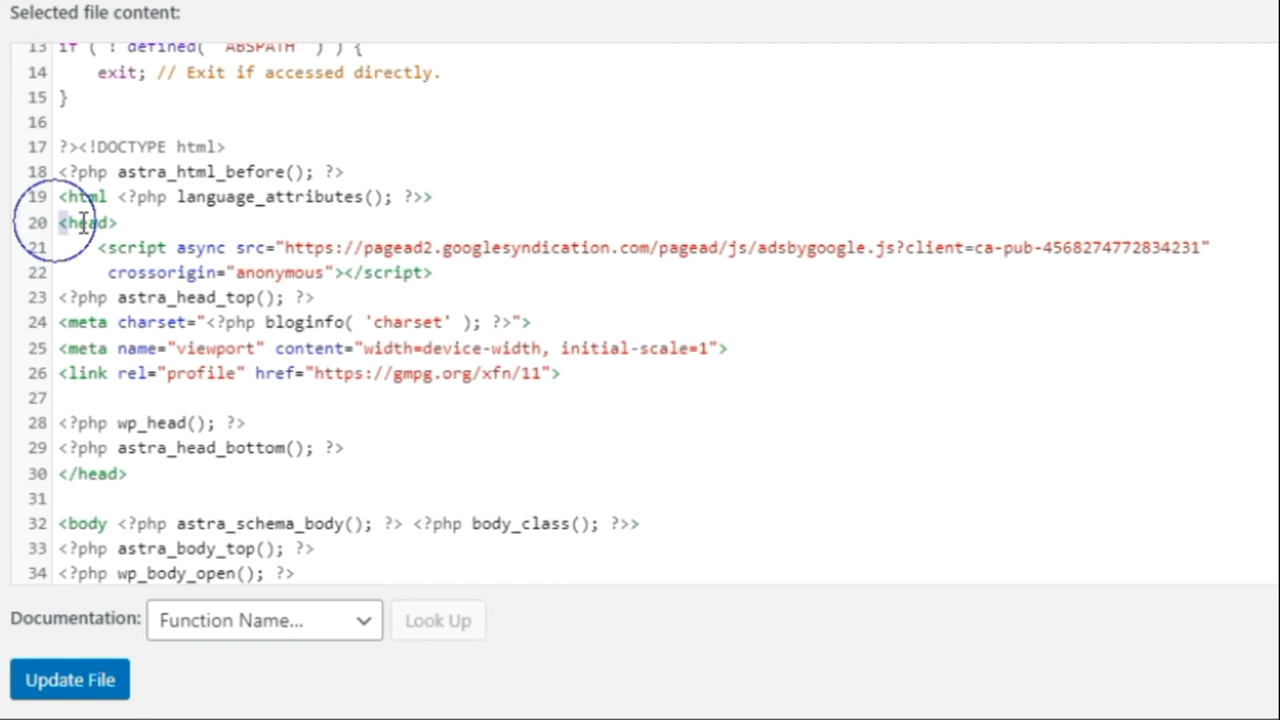 Selected file content:
13 if ( ! defined( 'ABSPATH' ) ) {
14 exit; // Exit if accessed directly.
15 }
16
17 ?><!DOCTYPE html>
18 <?php astra_html_before(); ?>
19 <html <?php language_attributes(); ?>>
20 <head>
21 <script async src="https://pagead2.googlesyndication.com/pagead/js/adsbygoogle.js?client=ca-pub-4568274772834231"
22 crossorigin="anonymous"></script>
23 <?php astra_head_top(); ?>
24 <meta charset="<?php bloginfo( 'charset' ); ?>">
25 <meta name="viewport" content="width=device-width, initial-scale=1">
26 <link rel="profile" href="https://gmpg.org/xfn/11">
27
28 <?php wp_head(); ?>
29 <?php astra_head_bottom(); ?>
30 </head>
31
32 <body <?php astra_schema_body(); ?> <?php body_class(); ?>>
33 <?php astra_body_top(); ?>
34 <?php wp_body_open(); ?>
Documentation: Function Name... Look Up
Update File